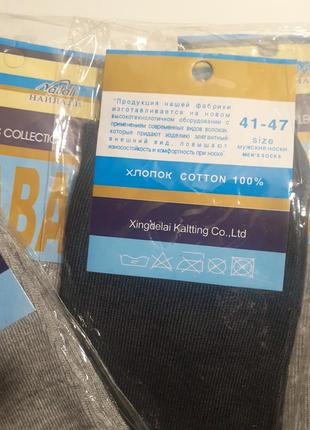 НАЙЛАТЕ
COLLECTION
ВА
"Продукция нашей фабрики
изготавливается на новом
высокотехнологичном оборудовании с
применением современных видов волокон,
которые придают изделию элегантный
внешний вид, повышают
износостойкость и комфортность при носке"
41-47
size
мужские носки
MEN'S SOCKS
ХЛОПОК COTTON 100%
Xingdelai Kaltting Co.,Ltd